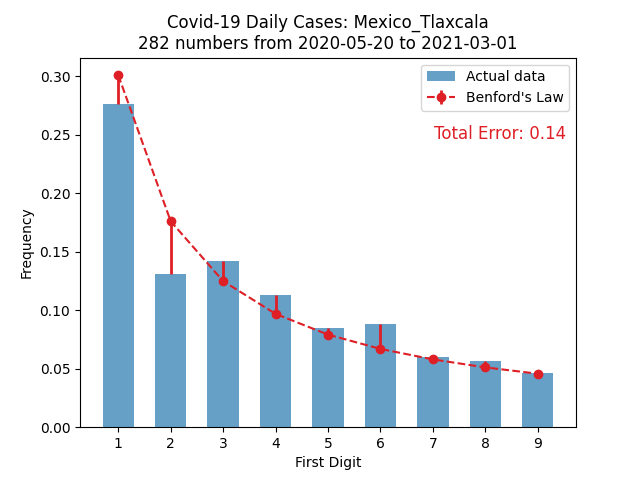 Covid-19 Daily Cases: Mexico_Tlaxcala
282 numbers from 2020-05-20 to 2021-03-01
Actual data
Benford's Law
Total Error: 0.14
Frequency
0.30
0.25
0.20
0.15
0.10
0.05
0.00
1 2 3 4 5 6 7 8 9
First Digit